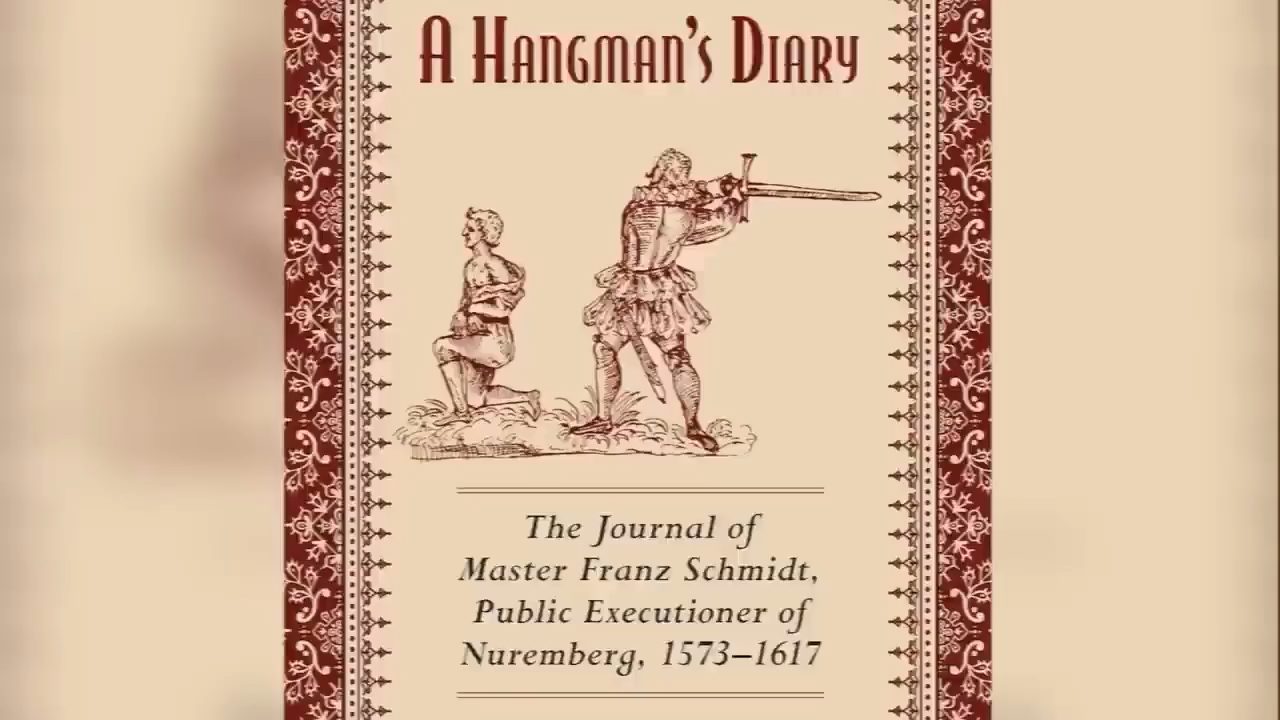 A Hangman's Diary
The Journal of
Master Franz Schmidt,
Public Executioner of
Nuremberg, 1573–1617